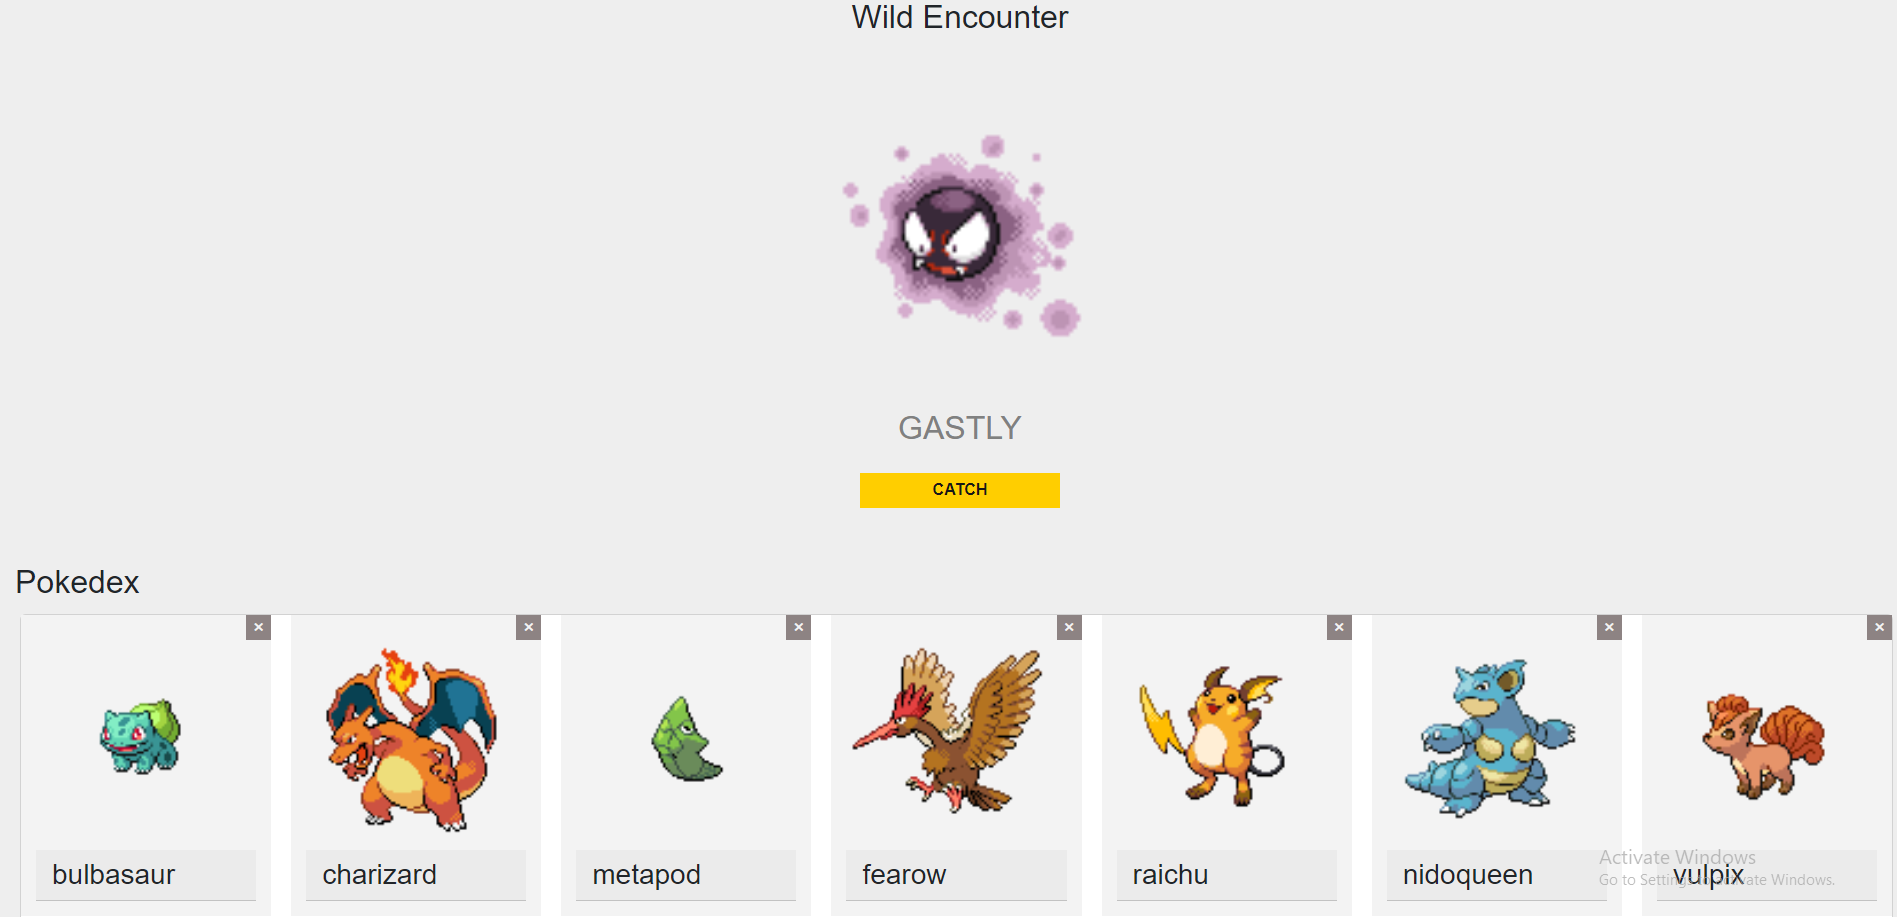 Wild Encounter
GASTLY
CATCH
Pokedex
× × × × × × ×
bulbasaur charizard metapod fearow raichu nidoqueen vulpix
Activate Windows
Go to Settings to activate Windows.